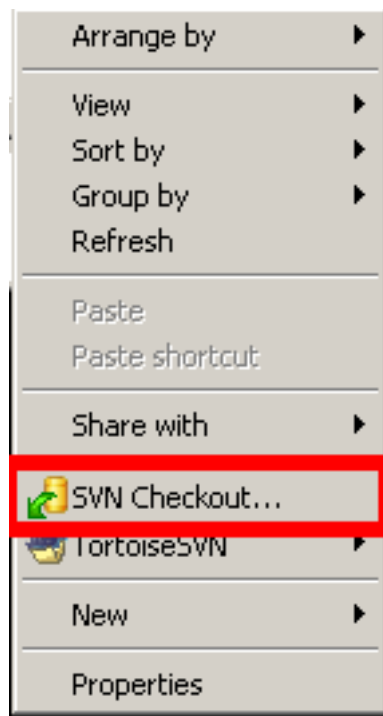 Arrange by
View
Sort by
Group by
Refresh
Paste
Paste shortcut
Share with
SVN Checkout...
TortoiseSVN
New
Properties